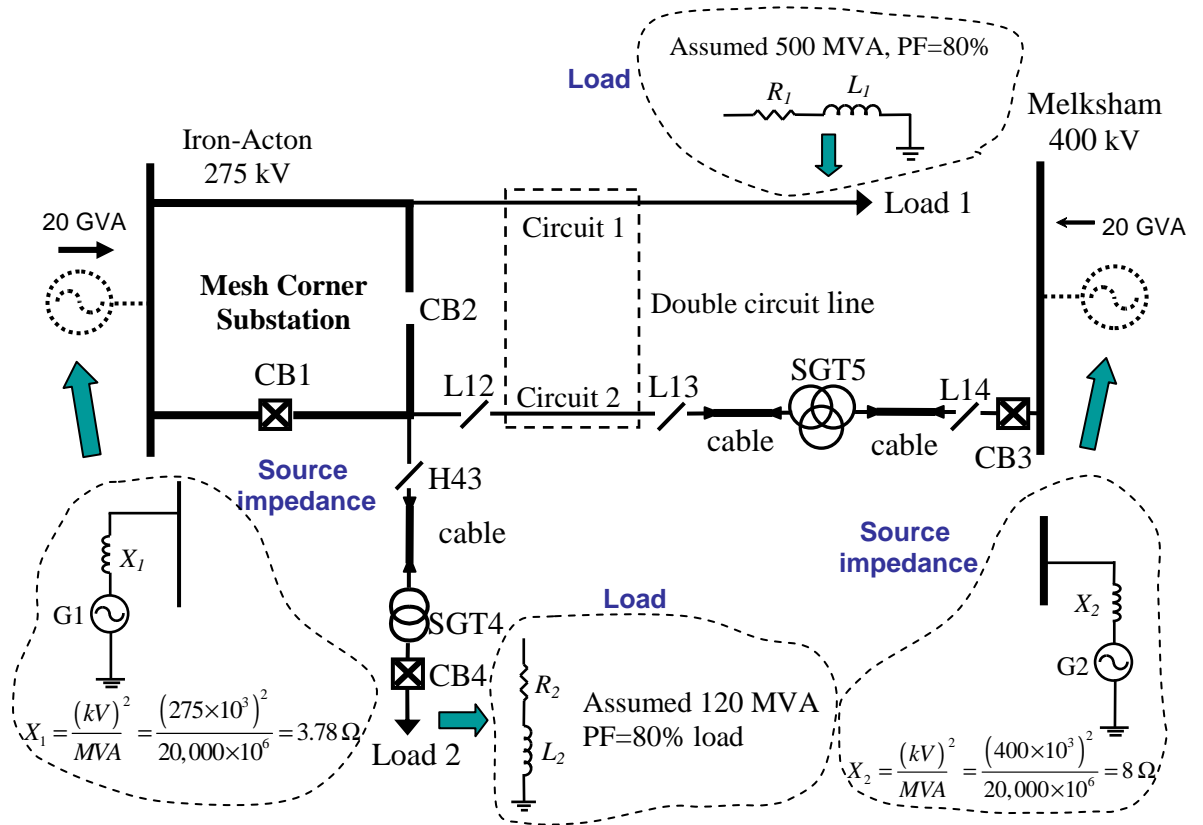 Assumed 500 MVA, PF=80%
Load
R1
L1
Melksham
400 kV
Iron-Acton
275 kV
Load 1
20 GVA
Circuit 1
20 GVA
Mesh Corner
Substation
CB2
Double circuit line
CB1
L12
Circuit 2
L13
SGT5
L14
cable
cable
CB3
Source
impedance
H43
cable
Source
impedance
X1
G1
Load
SGT4
X2
G2
CB4
R2
L2
Assumed 120 MVA
PF=80% load
Load 2
X1 = (kV)^2 / MVA = (275×10^3)^2 / 20,000×10^6 = 3.78 Ω
X2 = (kV)^2 / MVA = (400×10^3)^2 / 20,000×10^6 = 8 Ω